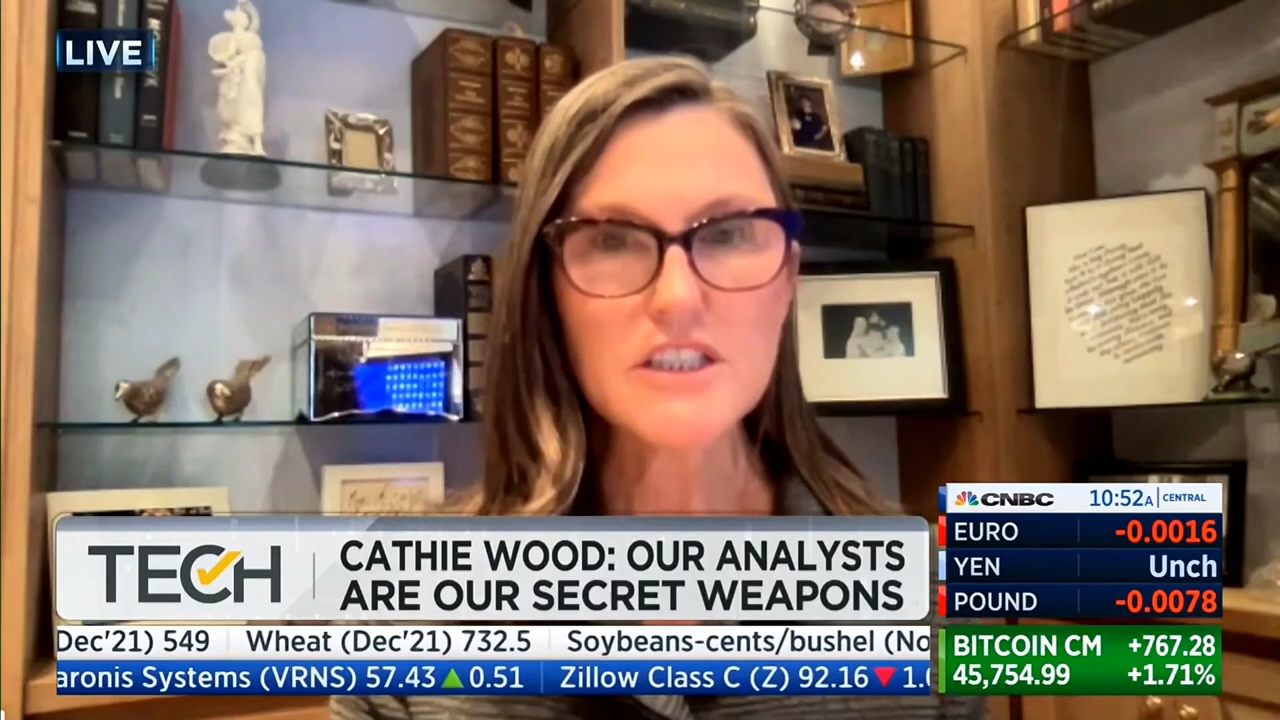 LIVE
TECH
CATHIE WOOD: OUR ANALYSTS
ARE OUR SECRET WEAPONS
CNBC 10:52A CENTRAL
EURO -0.0016
YEN Unch
POUND -0.0078
BITCOIN CM +767.28
45,754.99 +1.71%
Dec'21) 549 Wheat (Dec'21) 732.5 Soybeans-cents/bushel (No
aronis Systems (VRNS) 57.43 ▲ 0.51 Zillow Class C (Z) 92.16 ▼ 1.